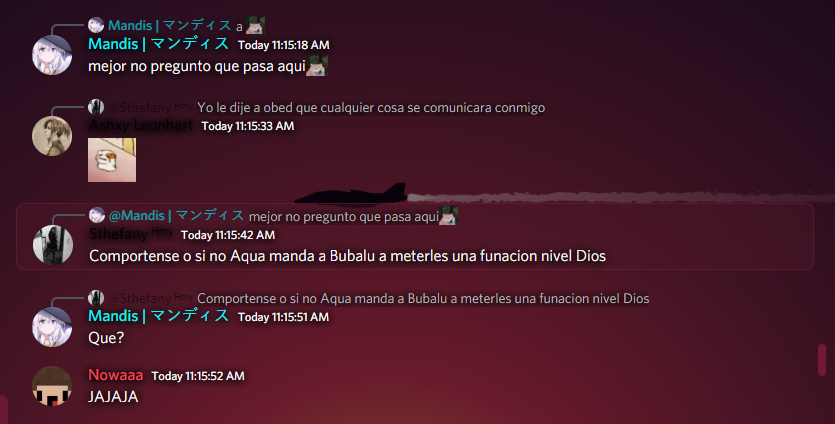 Mandis | マンディス a
Mandis | マンディス Today 11:15:18 AM
mejor no pregunto que pasa aqui
@Sthefany ᴴᵐʸ Yo le dije a obed que cualquier cosa se comunicara conmigo
Ashxy Leonhart Today 11:15:33 AM
@Mandis | マンディス mejor no pregunto que pasa aqui
Sthefany ᴴᵐʸ Today 11:15:42 AM
Comportense o si no Aqua manda a Bubalu a meterles una funacion nivel Dios
@Sthefany ᴴᵐʸ Comportense o si no Aqua manda a Bubalu a meterles una funacion nivel Dios
Mandis | マンディス Today 11:15:51 AM
Que?
Nowaaa Today 11:15:52 AM
JAJAJA